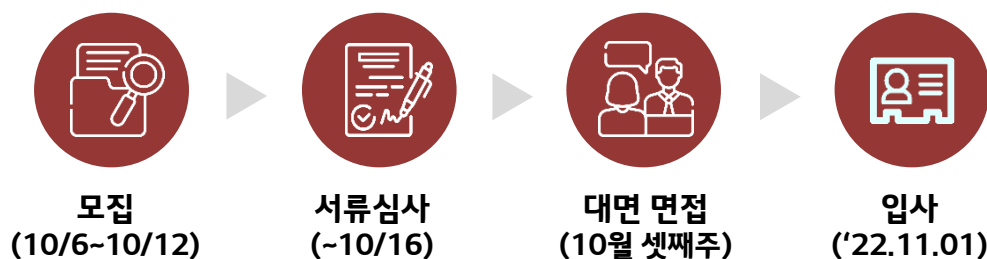 모집
(10/6~10/12)
서류심사
(~10/16)
대면 면접
(10월 셋째주)
입사
(‘22.11.01)